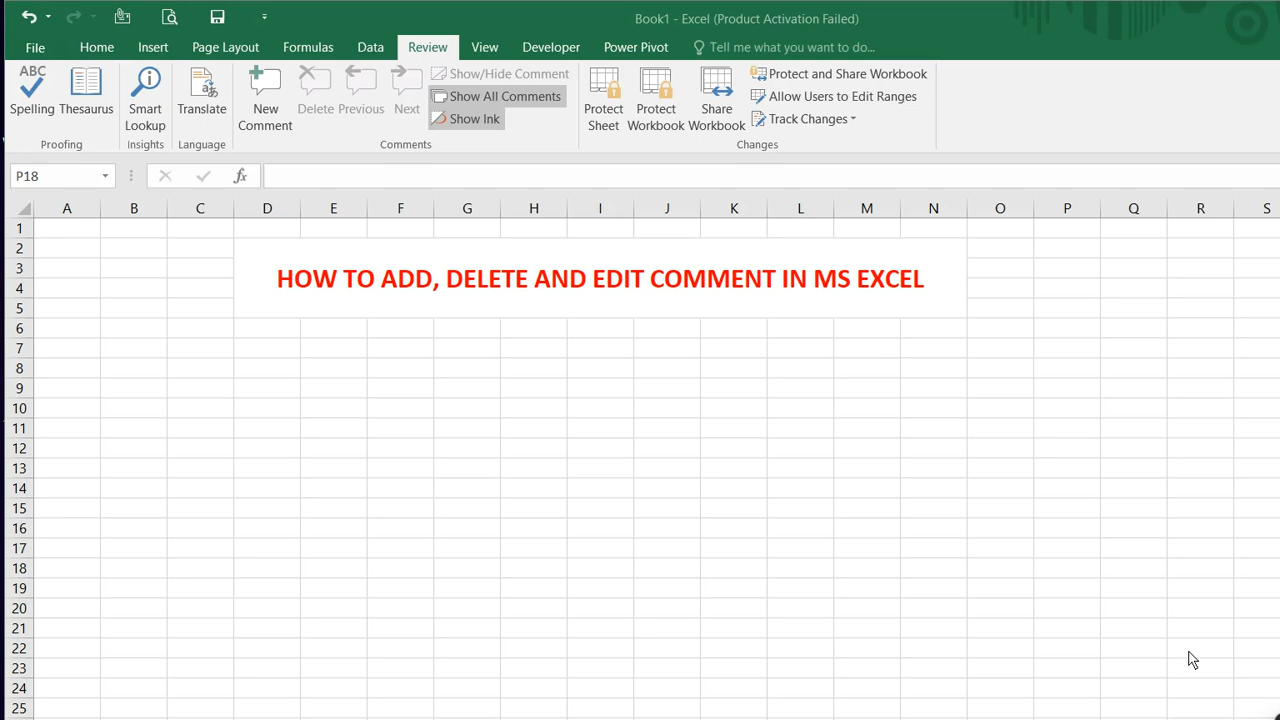 Book1 - Excel (Product Activation Failed)
File Home Insert Page Layout Formulas Data Review View Developer Power Pivot Tell me what you want to do...
ABC
Spelling Thesaurus Smart Lookup Translate New Comment Delete Previous Next
Show/Hide Comment
Show All Comments
Show Ink
Protect Sheet Protect Workbook Share Workbook
Protect and Share Workbook
Allow Users to Edit Ranges
Track Changes
Proofing Insights Language Comments Changes
P18 fx
A B C D E F G H I J K L M N O P Q R S
1
2
3
HOW TO ADD, DELETE AND EDIT COMMENT IN MS EXCEL
4
5
6
7
8
9
10
11
12
13
14
15
16
17
18
19
20
21
22
23
24
25